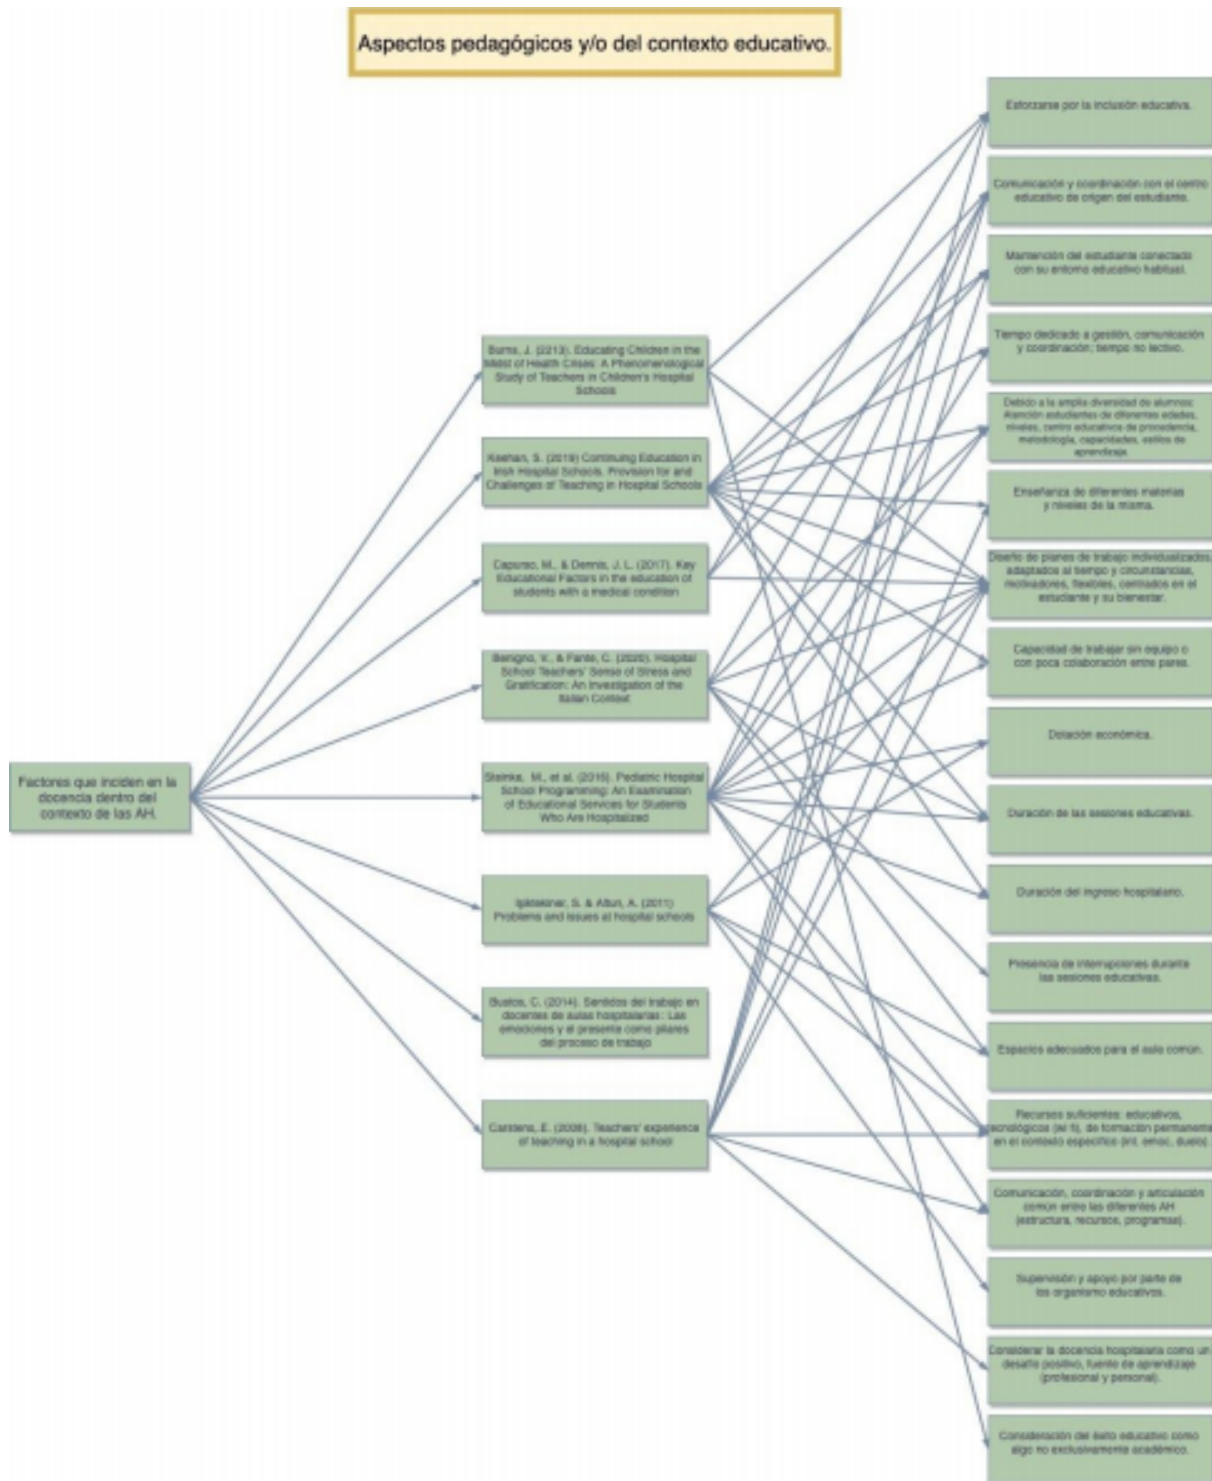 Aspectos pedagógicos y/o del contexto educativo.
Factores que inciden en la
docencia dentro del
contexto de las AH.
Burns, J. (2213). Educating Children in the
Midst of Health Crises: A Phenomenological
Study of Teachers in Children's Hospital
Schools
Keehan, S. (2019) Continuing Education in
Irish Hospital Schools. Provision for and
Challenges of Teaching in Hospital Schools
Capurso, M., & Dennis, J. L. (2017). Key
Educational Factors in the education of
students with a medical condition
Benigno, V., & Fante, C. (2020). Hospital
School Teachers' Sense of Stress and
Gratification: An Investigation of the
Italian Context
Steinke, M., et al. (2016). Pediatric Hospital
School Programming: An Examination
of Educational Services for Students
Who Are Hospitalized
S. & Altun, A. (2011)
Problems and issues at hospital schools
Bustos, C. (2014). Sentidos del trabajo en
docentes de aulas hospitalarias: Las
emociones y el presente como pilares
del proceso de trabajo
Carstens, E. (2008). Teachers' experience
of teaching in a hospital school
Esforzarse por la inclusión educativa.
Comunicación y coordinación con el centro
educativo de origen del estudiante.
Mantención del estudiante conectado
con su entorno educativo habitual.
Tiempo dedicado a gestión, comunicación
y coordinación; tiempo no lectivo.
Debido a la amplia diversidad de alumnos:
Atención estudiantes de diferentes edades,
niveles, centro educativos de procedencia,
metodología, capacidades, estilos de
aprendizaje.
Enseñanza de diferentes materias
y niveles de la misma.
Diseño de planes de trabajo individualizados,
adaptados al tiempo y circunstancias,
motivadores, flexibles, centrados en el
estudiante y su bienestar.
Capacidad de trabajar sin equipo o
con poca colaboración entre pares.
Dotación económica.
Duración de las sesiones educativas.
Duración del ingreso hospitalario.
Presencia de interrupciones durante
las sesiones educativas.
Espacios adecuados para el aula común.
Recursos suficientes: educativos,
tecnológicos (wi fi), de formación permanente
en el contexto específico (int. emoc, duelo).
Comunicación, coordinación y articulación
común entre las diferentes AH
(estructura, recursos, programas).
Supervisión y apoyo por parte de
los organismo educativos.
Considerar la docencia hospitalaria como un
desafío positivo, fuente de aprendizaje
(profesional y personal).
Consideración del éxito educativo como
algo no exclusivamente académico.